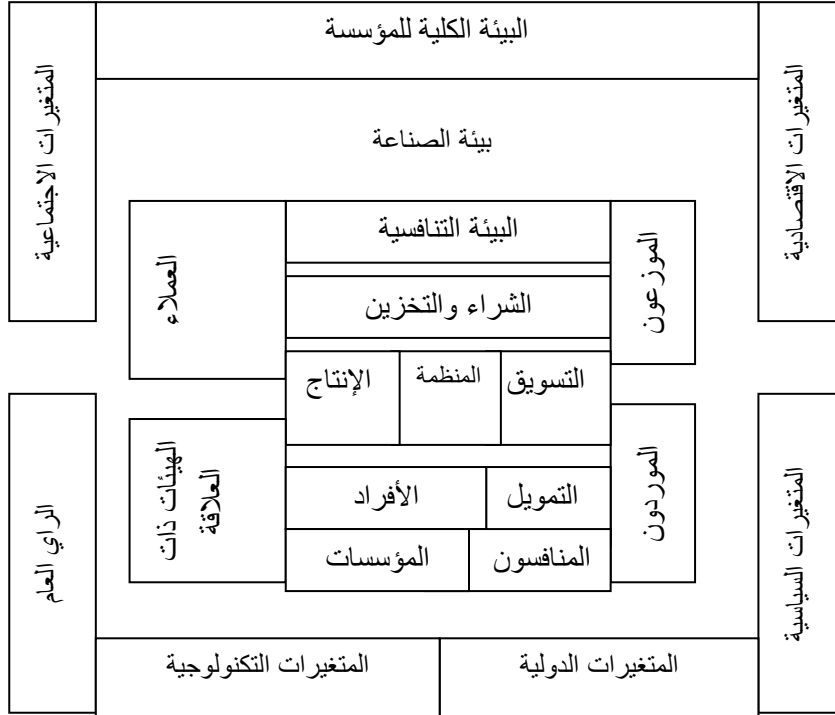 البيئة الكلية للمؤسسة
المتغيرات الاقتصادية
المتغيرات الاجتماعية
بيئة الصناعة
الموزعون
البيئة التنافسية
العملاء
الشراء والتخزين
التسويق
المنظمة
الإنتاج
المتغيرات السياسية
الموردون
التمويل
الأفراد
الهيئات ذات
العلاقة
الراي العام
المنافسون
المؤسسات
المتغيرات الدولية
المتغيرات التكنولوجية